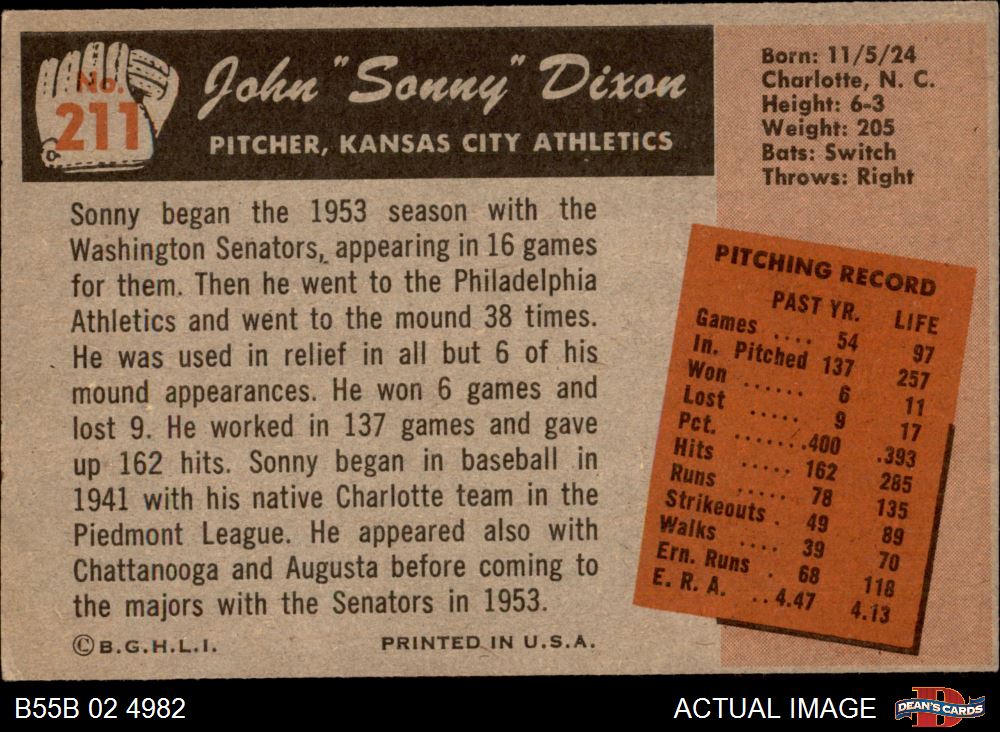 No.
211
John "Sonny" Dixon
PITCHER, KANSAS CITY ATHLETICS
Born: 11/5/24
Charlotte, N. C.
Height: 6-3
Weight: 205
Bats: Switch
Throws: Right
Sonny began the 1953 season with the
Washington Senators, appearing in 16 games
for them. Then he went to the Philadelphia
Athletics and went to the mound 38 times.
He was used in relief in all but 6 of his
mound appearances. He won 6 games and
lost 9. He worked in 137 games and gave
up 162 hits. Sonny began in baseball in
1941 with his native Charlotte team in the
Piedmont League. He appeared also with
Chattanooga and Augusta before coming to
the majors with the Senators in 1953.
©B.G.H.L.I. PRINTED IN U.S.A.
PITCHING RECORD
PAST YR. LIFE
Games .... 54 97
In. Pitched 137 257
Won ...... 6 11
Lost ..... 9 17
Pct. .......400 .393
Hits ..... 162 285
Runs ..... 78 135
Strikeouts . 49 89
Walks .... 39 70
Ern. Runs . 68 118
E. R. A. ..4.47 4.13
B55B 02 4982 ACTUAL IMAGE
D
DEAN'S CARDS